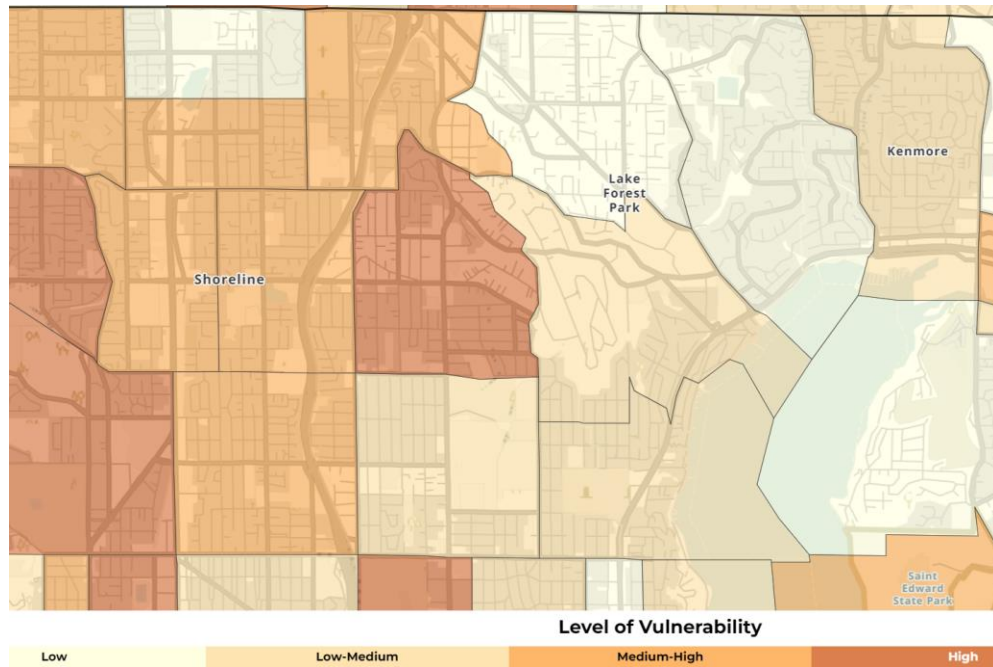 Kenmore
Lake
Forest
Park
Shoreline
Saint
Edward
State Park
Level of Vulnerability
Low
Low-Medium
Medium-High
High